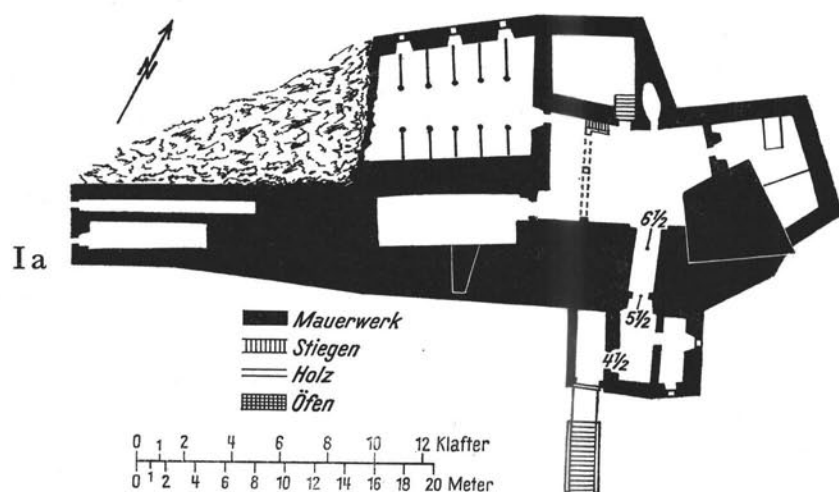 N
6½
Ia
5½
4½
Mauerwerk
Stiegen
Holz
Öfen
0 1 2 4 6 8 10 12 Klafter
0 1 2 4 6 8 10 12 14 16 18 20 Meter